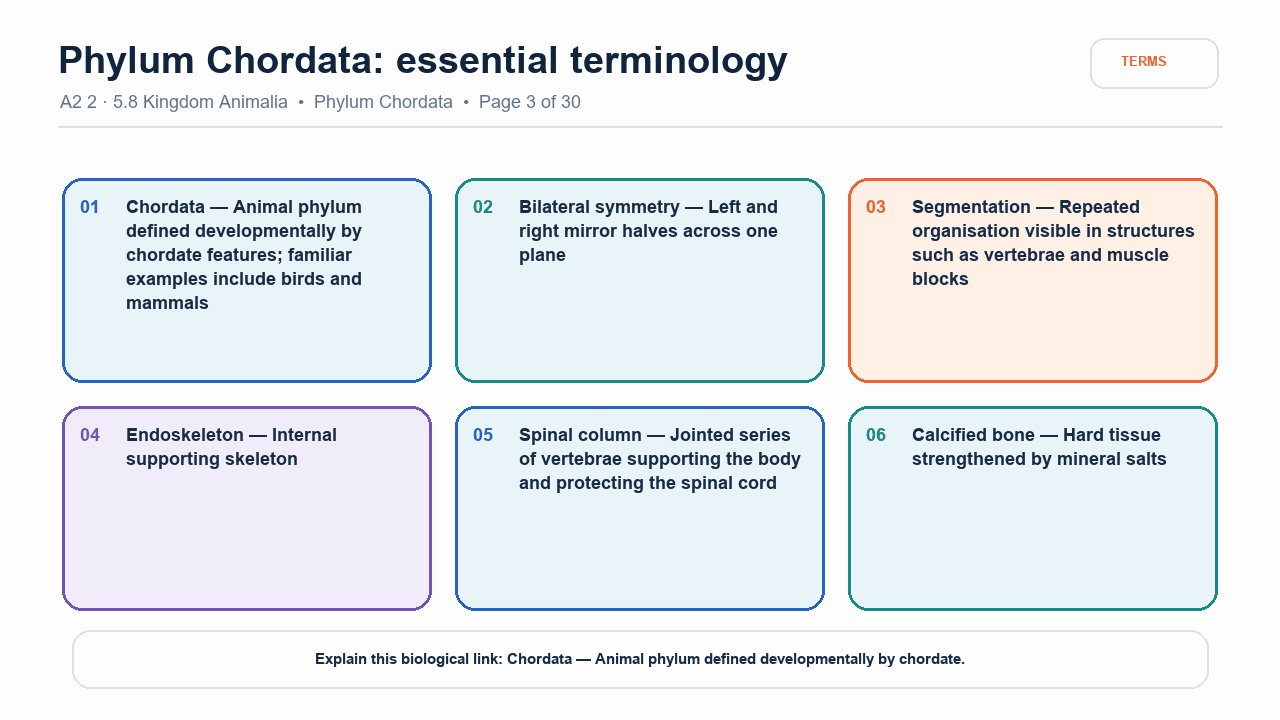 Phylum Chordata: essential terminology
TERMS
A2 2 · 5.8 Kingdom Animalia • Phylum Chordata • Page 3 of 30
01
Chordata — Animal phylum
defined developmentally by
chordate features; familiar
examples include birds and
mammals
02
Bilateral symmetry — Left and
right mirror halves across one
plane
03
Segmentation — Repeated
organisation visible in structures
such as vertebrae and muscle
blocks
04
Endoskeleton — Internal
supporting skeleton
05
Spinal column — Jointed series
of vertebrae supporting the body
and protecting the spinal cord
06
Calcified bone — Hard tissue
strengthened by mineral salts
Explain this biological link: Chordata — Animal phylum defined developmentally by chordate.